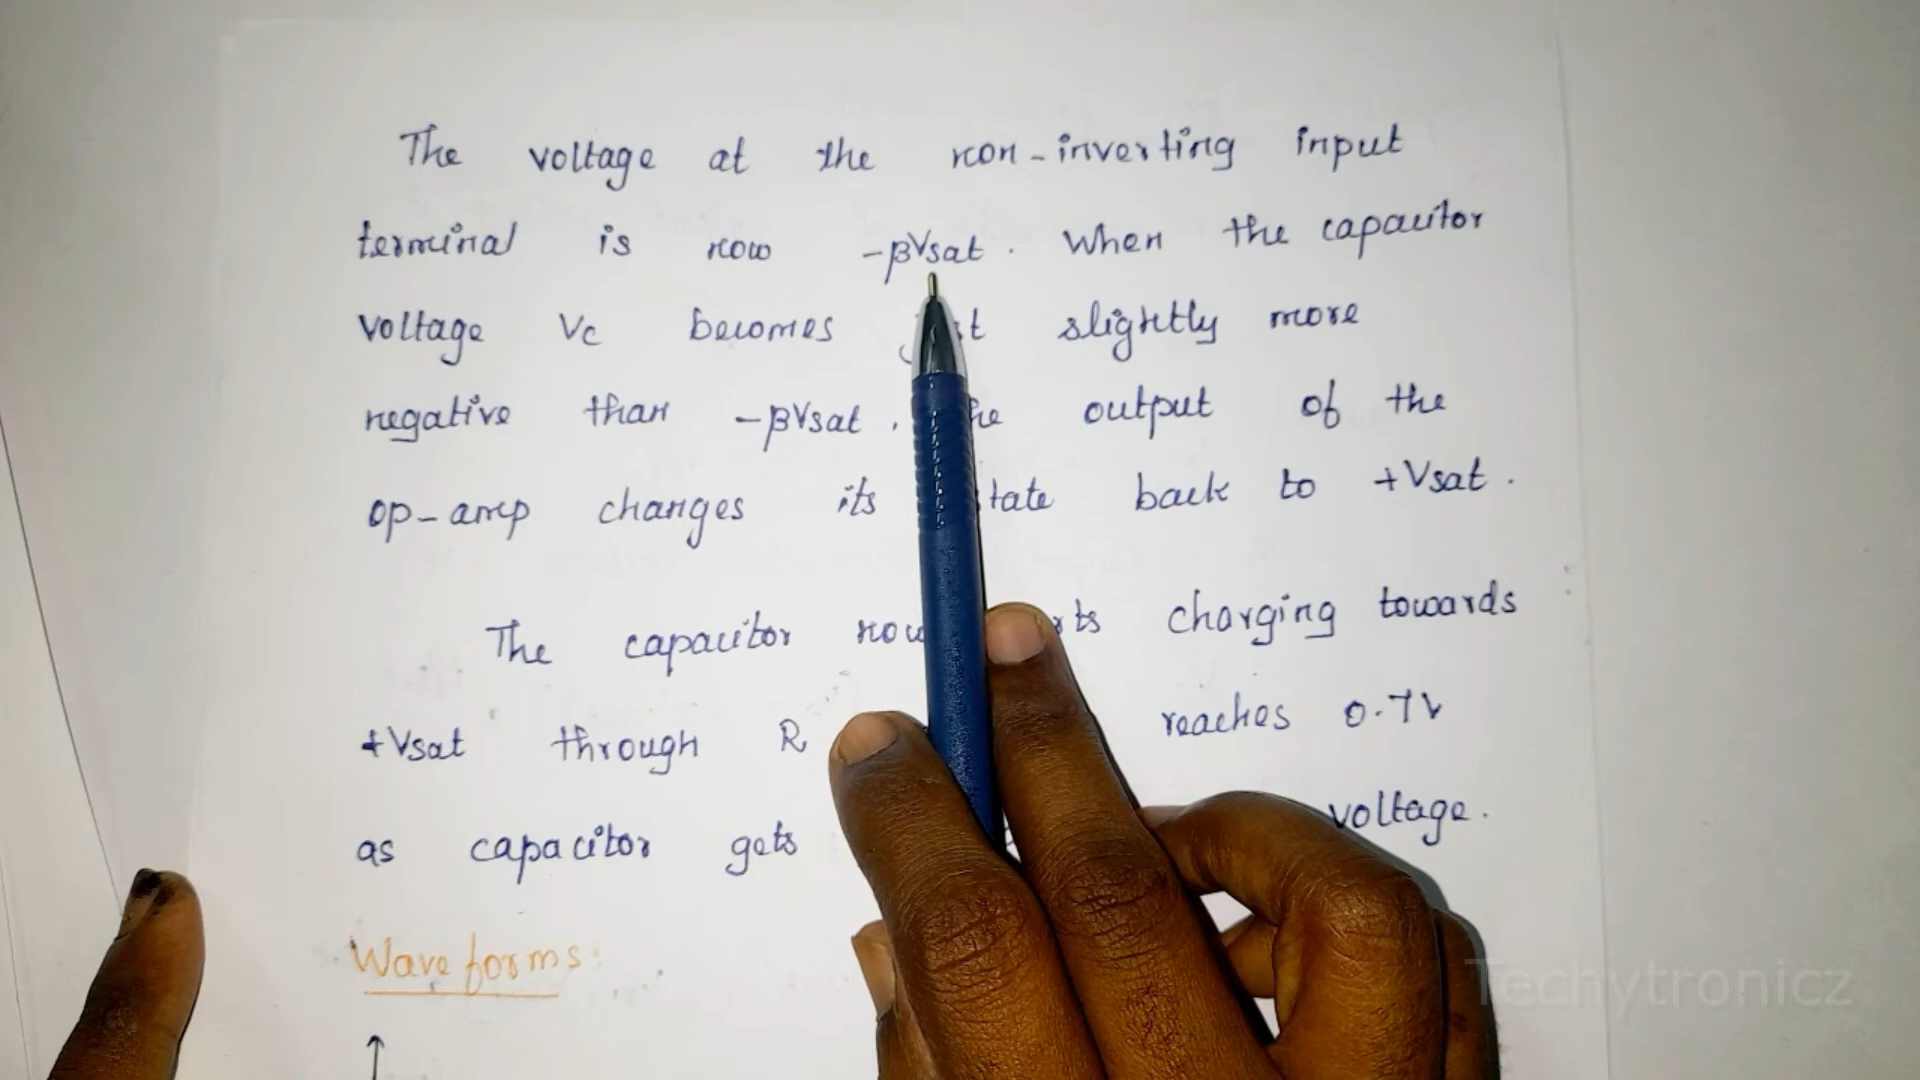 The voltage at the non-inverting input
terminal is now -βVsat. When the capacitor
voltage Vc becomes slightly more
negative than -βVsat. output of the
op-amp changes its back to +Vsat.
The capacitor charging towards
+Vsat through R reaches 0.7V
as capacitor gets voltage.
Waveforms:
Techytronicz